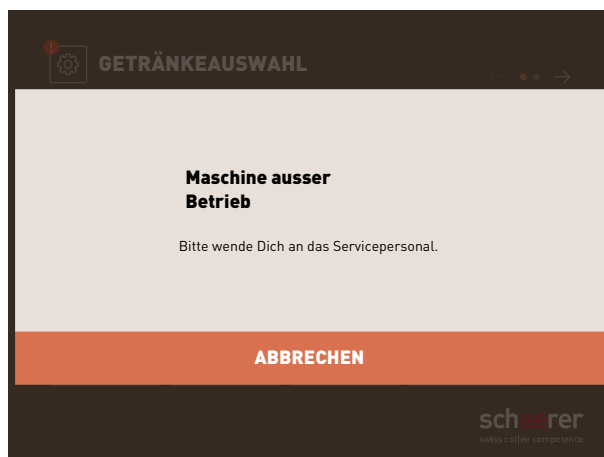 !
GETRÄNKEAUSWAHL
Maschine ausser
Betrieb
Bitte wende Dich an das Servicepersonal.
ABBRECHEN
schaerer
swiss coffee competence